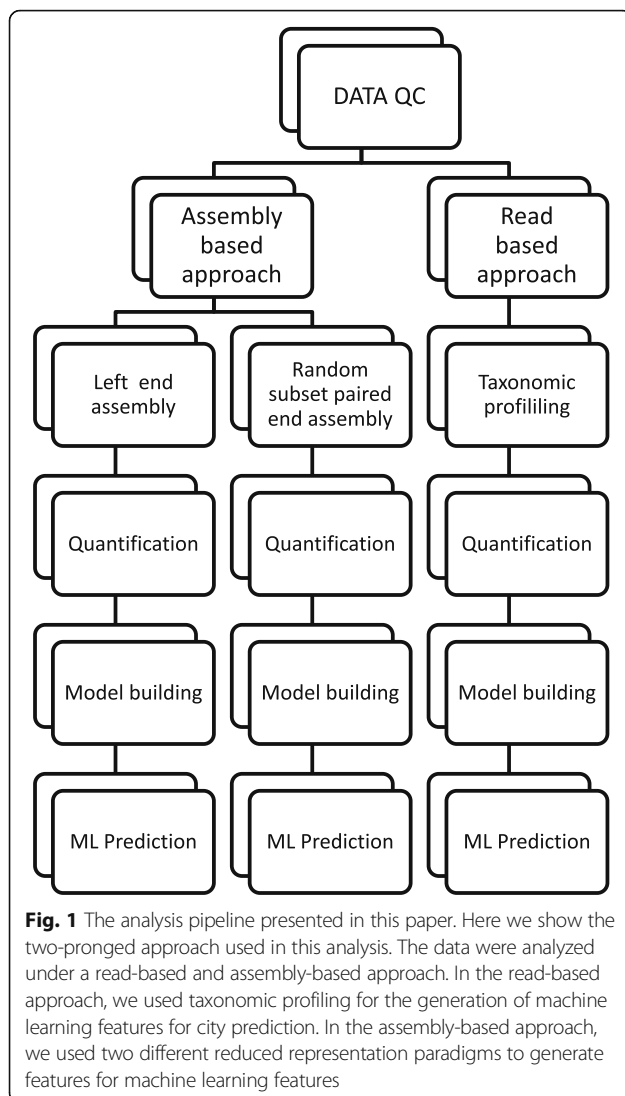 DATA QC
Assembly
based
approach
Read
based
approach
Left end
assembly
Random
subset paired
end assembly
Taxonomic
profililing
Quantification
Quantification
Quantification
Model building
Model building
Model building
ML Prediction
ML Prediction
ML Prediction
Fig. 1 The analysis pipeline presented in this paper. Here we show the
two-pronged approach used in this analysis. The data were analyzed
under a read-based and assembly-based approach. In the read-based
approach, we used taxonomic profiling for the generation of machine
learning features for city prediction. In the assembly-based approach,
we used two different reduced representation paradigms to generate
features for machine learning features